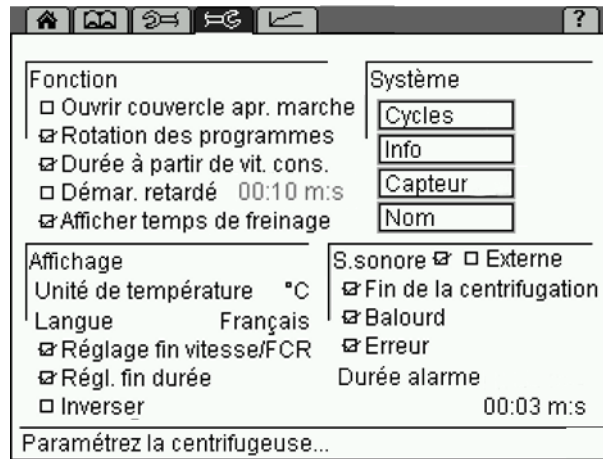 ?
Fonction
Ouvrir couvercle apr. marche
Rotation des programmes
Durée à partir de vit. cons.
Démar. retardé 00:10 m:s
Afficher temps de freinage
Système
Cycles
Info
Capteur
Nom
Affichage
Unité de température °C
Langue Français
Réglage fin vitesse/FCR
Régl. fin durée
Inverser
S.sonore Externe
Fin de la centrifugation
Balourd
Erreur
Durée alarme
00:03 m:s
Paramétrez la centrifugeuse...